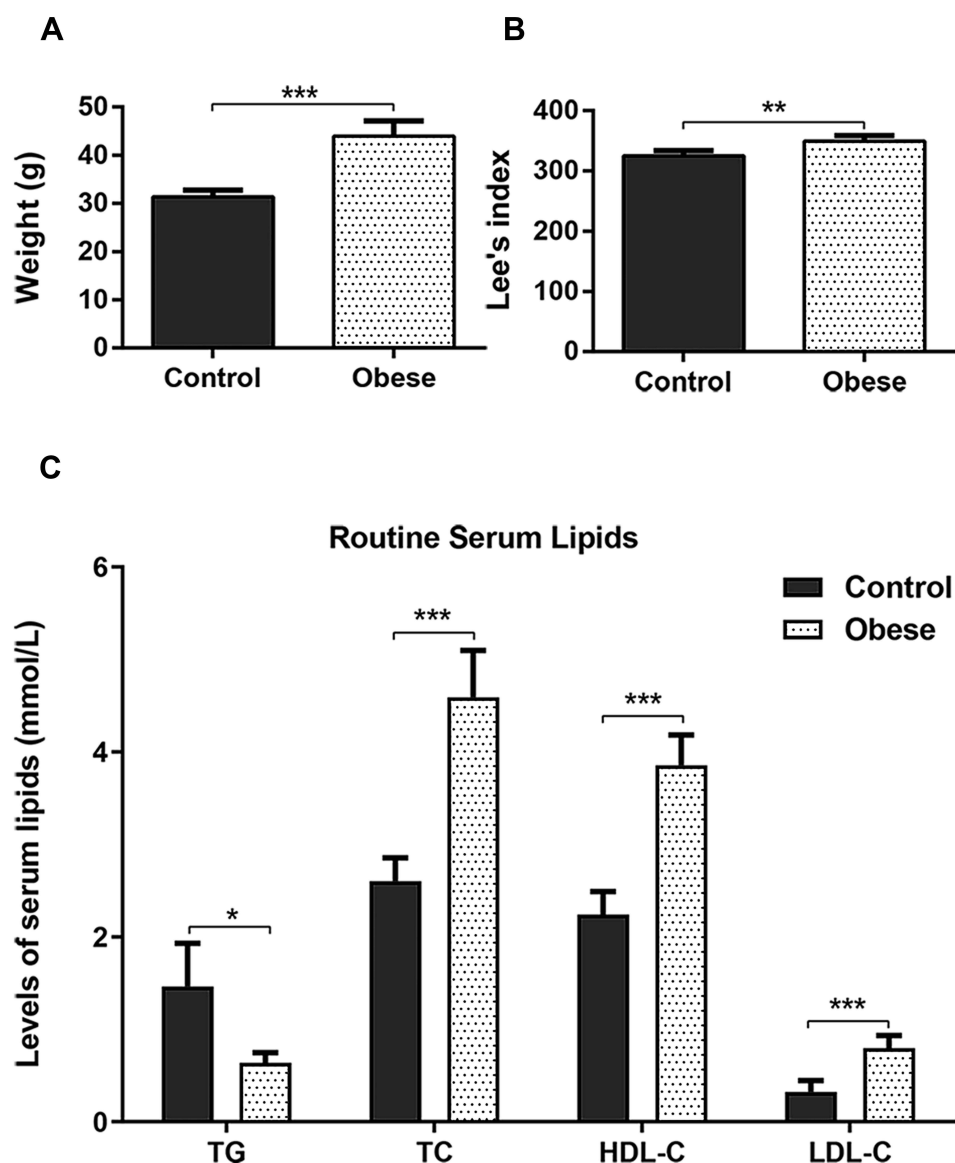 A
Weight (g)
50
40
30
20
10
0
***
Control
Obese
B
Lee's index
400
300
200
100
0
**
Control
Obese
C
Routine Serum Lipids
Levels of serum lipids (mmol/L)
6
4
2
0
Control
Obese
*
***
***
***
TG
TC
HDL-C
LDL-C